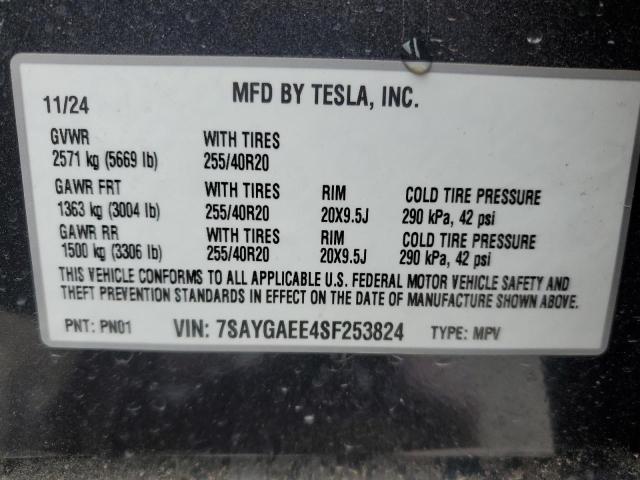 11/24 MFD BY TESLA, INC.
GVWR WITH TIRES
2571 kg (5669 lb) 255/40R20
GAWR FRT WITH TIRES RIM COLD TIRE PRESSURE
1363 kg (3004 lb) 255/40R20 20X9.5J 290 kPa, 42 psi
GAWR RR WITH TIRES RIM COLD TIRE PRESSURE
1500 kg (3306 lb) 255/40R20 20X9.5J 290 kPa, 42 psi
THIS VEHICLE CONFORMS TO ALL APPLICABLE U.S. FEDERAL MOTOR VEHICLE SAFETY AND
THEFT PREVENTION STANDARDS IN EFFECT ON THE DATE OF MANUFACTURE SHOWN ABOVE.
PNT: PN01 VIN: 7SAYGAEE4SF253824 TYPE: MPV